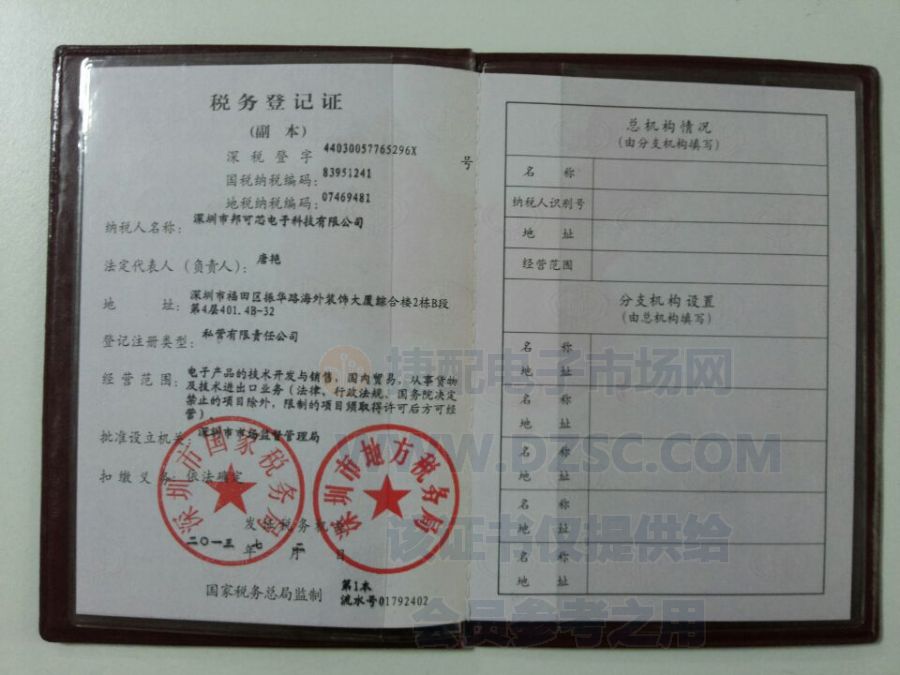 税务登记证
(副 本)
深 税 登 字 44030057765296X 号
国税纳税编码: 83951241
地税纳税编码: 07469481
纳税人名称: 深圳市邦可芯电子科技有限公司
法定代表人(负责人): 唐艳
地 址: 深圳市福田区振华路海外装饰大厦综合楼2栋B段
第4层401.4B-32
登记注册类型: 私营有限责任公司
经营范围: 电子产品的技术开发与销售, 国内贸易, 从事货物
及技术进出口业务(法律、行政法规、国务院决定
禁止的项目除外, 限制的项目须取得许可后方可经
营).
批准设立机关: 深圳市市场监督管理局
扣缴义务: 依法确定
深圳市国家税务局
深圳市地方税务局
发证税务机关
二〇一三 年 七 月 日
国家税务总局监制
第1本
流水号01792402
总机构情况
(由分支机构填写)
名 称
纳税人识别号
地 址
经营范围
分支机构设置
(由总机构填写)
名 称
地 址
名 称
地 址
名 称
地 址
名 称
地 址
名 称
地 址
捷配电子市场网
WWW.DZSC.COM
该证书仅提供给
会员参考之用